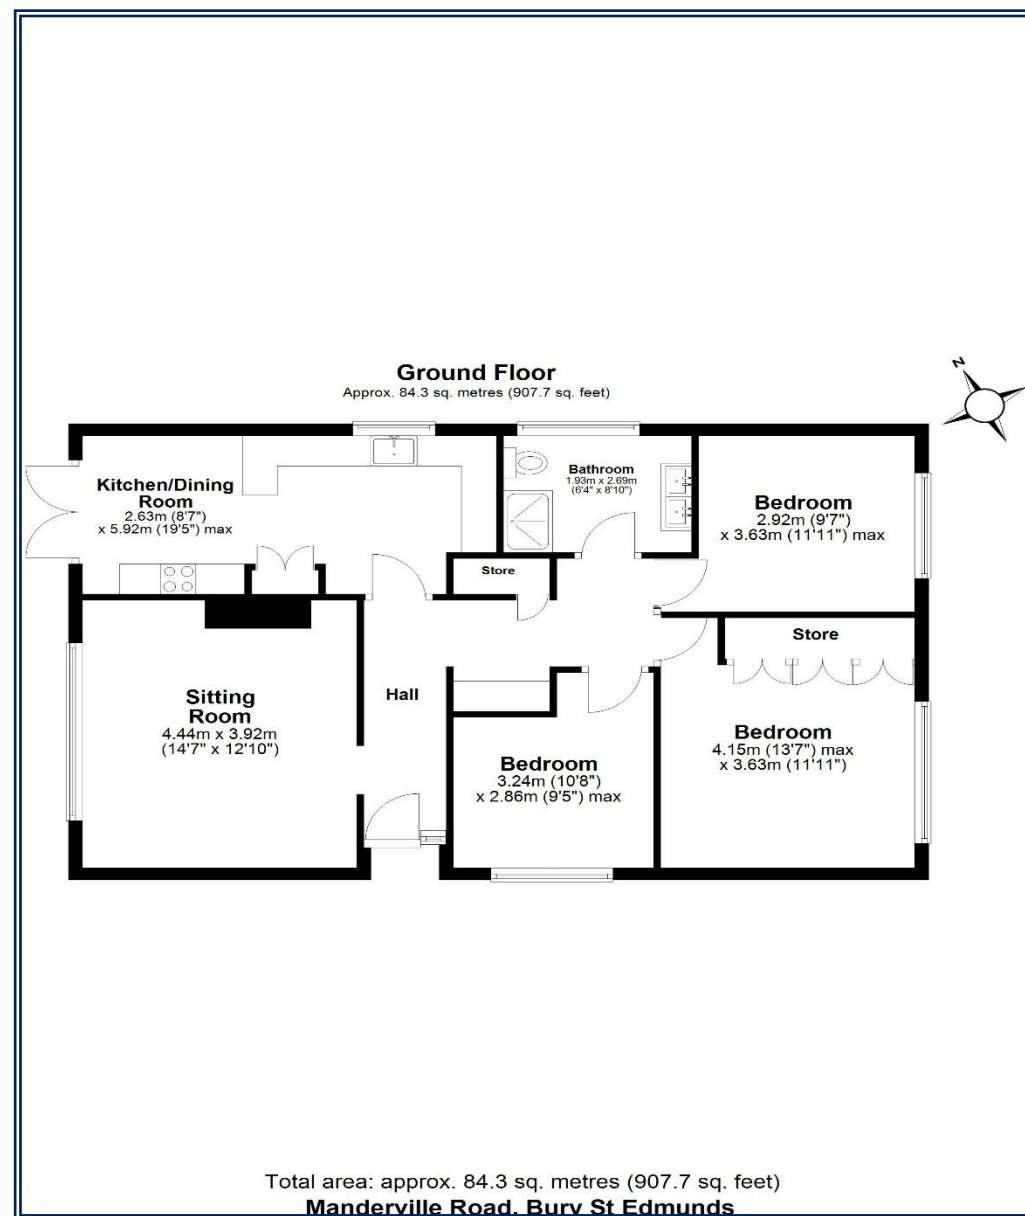 Ground Floor
Approx. 84.3 sq. metres (907.7 sq. feet)
N
Kitchen/Dining
Room
2.63m (8'7")
x 5.92m (19'5") max
Bathroom
1.93m x 2.69m
(6'4" x 8'10")
Bedroom
2.92m (9'7")
x 3.63m (11'11") max
Store
Store
Sitting
Room
4.44m x 3.92m
(14'7" x 12'10")
Hall
Bedroom
3.24m (10'8")
x 2.86m (9'5") max
Bedroom
4.15m (13'7") max
x 3.63m (11'11")
Total area: approx. 84.3 sq. metres (907.7 sq. feet)
Manderville Road, Bury St Edmunds